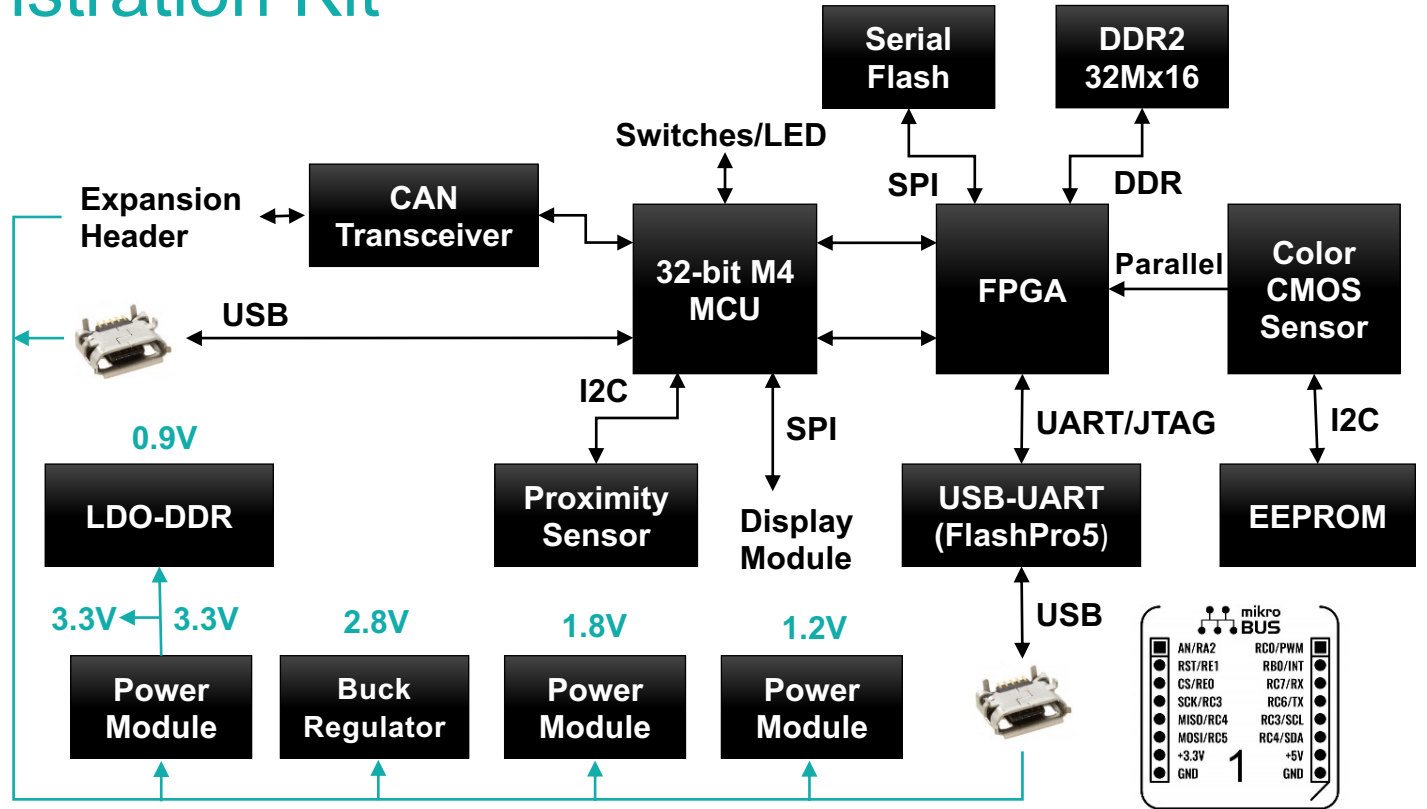 istration Kit
Serial
Flash
DDR2
32Mx16
Switches/LED
SPI
DDR
Expansion
Header
CAN
Transceiver
32-bit M4
MCU
FPGA
Parallel
Color
CMOS
Sensor
USB
I2C
SPI
UART/JTAG
I2C
0.9V
LDO-DDR
Proximity
Sensor
Display
Module
USB-UART
(FlashPro5)
EEPROM
3.3V
3.3V
2.8V
1.8V
1.2V
USB
Power
Module
Buck
Regulator
Power
Module
Power
Module
mikro
BUS
AN/RA2 RC0/PWM
RST/RE1 RB0/INT
CS/RE0 RC7/RX
SCK/RC3 RC6/TX
MISO/RC4 RC3/SCL
MOSI/RC5 RC4/SDA
+3.3V +5V
GND 1 GND